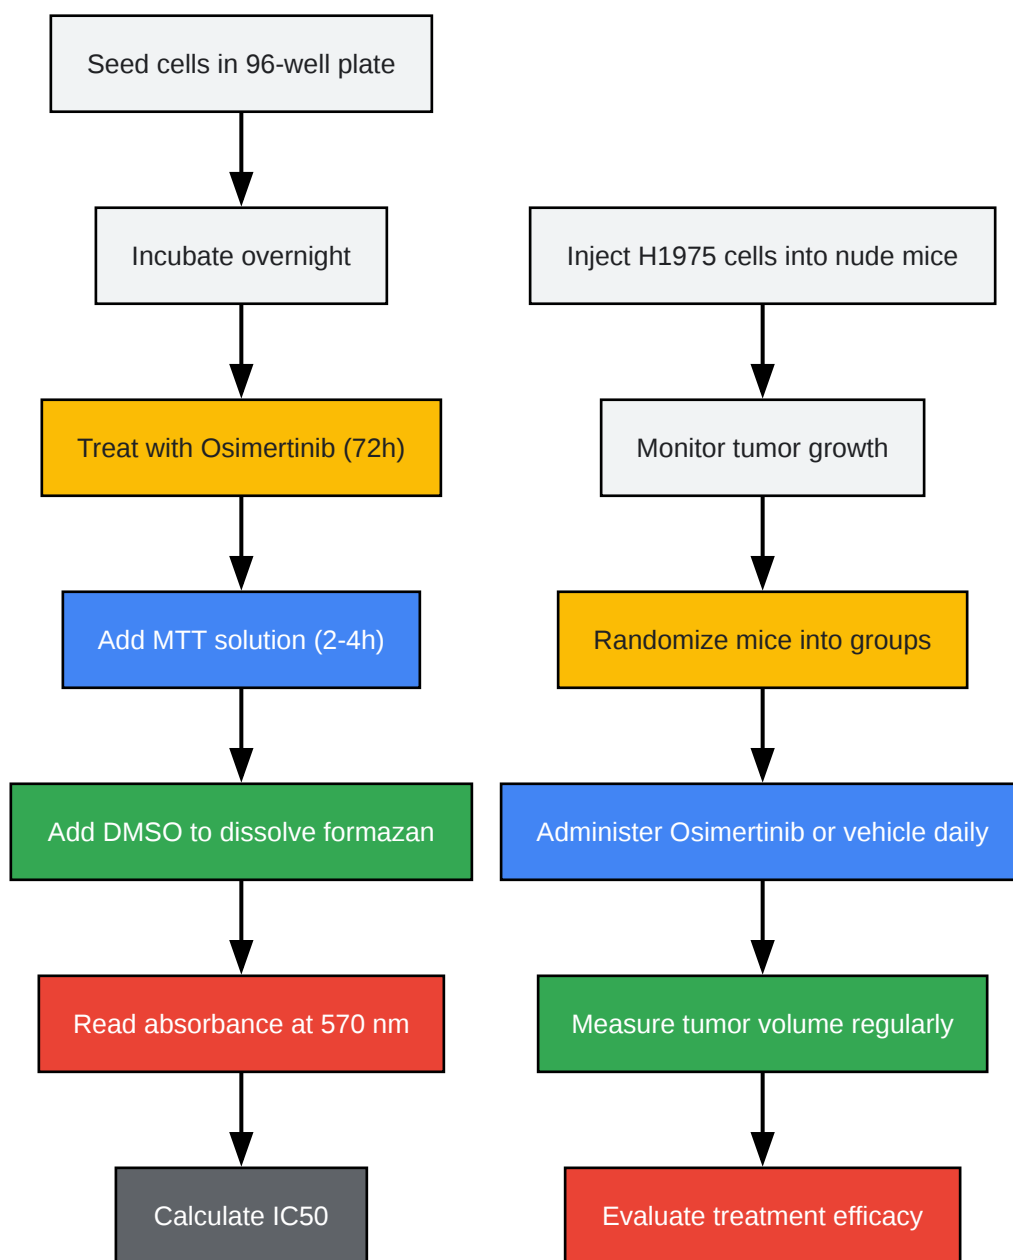 Seed cells in 96-well plate
Incubate overnight
Treat with Osimertinib (72h)
Add MTT solution (2-4h)
Add DMSO to dissolve formazan
Read absorbance at 570 nm
Calculate IC50
Inject H1975 cells into nude mice
Monitor tumor growth
Randomize mice into groups
Administer Osimertinib or vehicle daily
Measure tumor volume regularly
Evaluate treatment efficacy